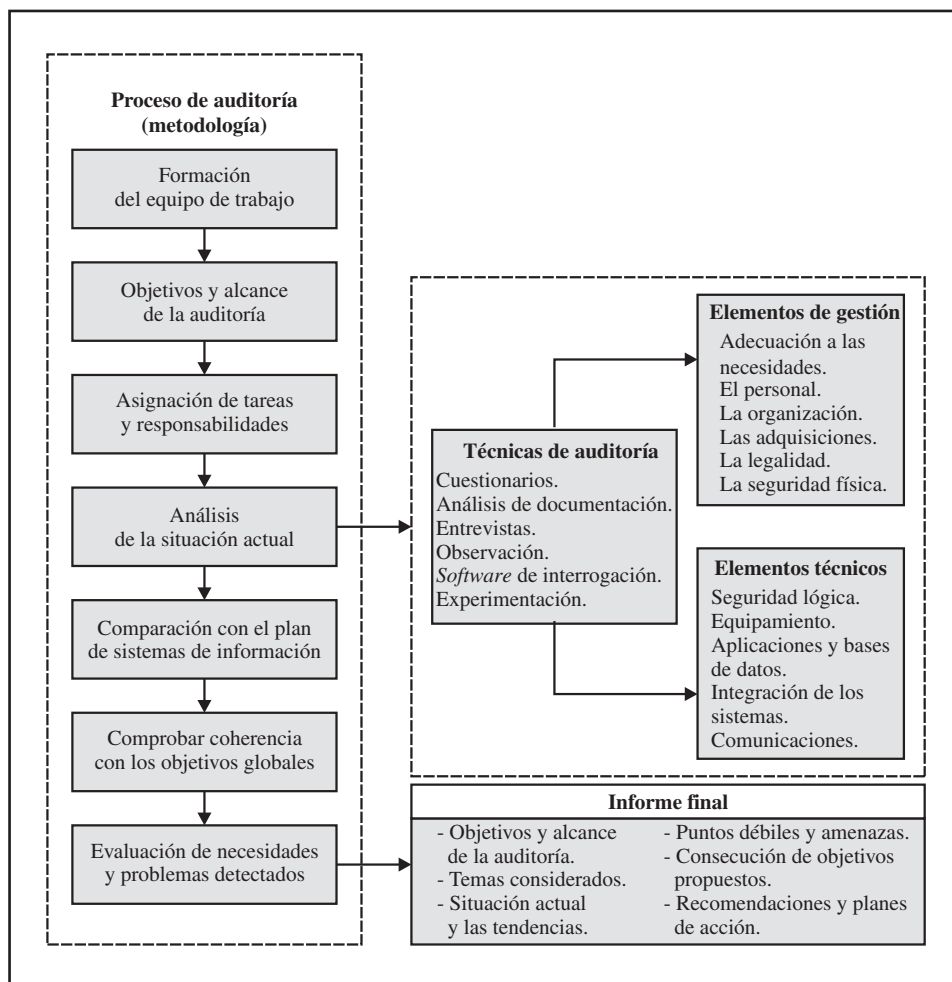 Proceso de auditoría
(metodología)
Formación
del equipo de trabajo
Objetivos y alcance
de la auditoría
Asignación de tareas
y responsabilidades
Análisis
de la situación actual
Comparación con el plan
de sistemas de información
Comprobar coherencia
con los objetivos globales
Evaluación de necesidades
y problemas detectados
Técnicas de auditoría
Cuestionarios.
Análisis de documentación.
Entrevistas.
Observación.
Software de interrogación.
Experimentación.
Elementos de gestión
Adecuación a las
necesidades.
El personal.
La organización.
Las adquisiciones.
La legalidad.
La seguridad física.
Elementos técnicos
Seguridad lógica.
Equipamiento.
Aplicaciones y bases
de datos.
Integración de los
sistemas.
Comunicaciones.
Informe final
- Objetivos y alcance
de la auditoría.
- Temas considerados.
- Situación actual
y las tendencias.
- Puntos débiles y amenazas.
- Consecución de objetivos
propuestos.
- Recomendaciones y planes
de acción.